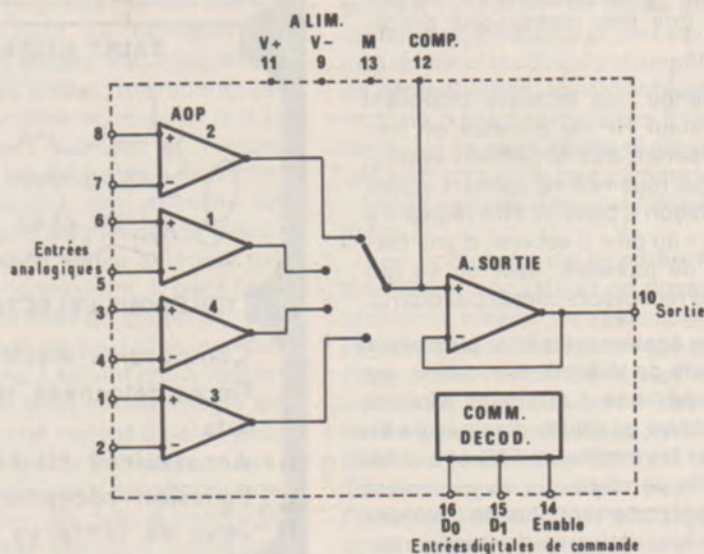 ALIM.
V+ V− M COMP.
11 9 13 12
AOP
8 + 2
7 −
6 + 1
Entrées
analogiques
5 −
3 + 4
4 −
1 + 3
2 −
A. SORTIE
+
−
10 Sortie
COMM.
DECOD.
16 15 14
D0 D1 Enable
Entrées digitales de commande